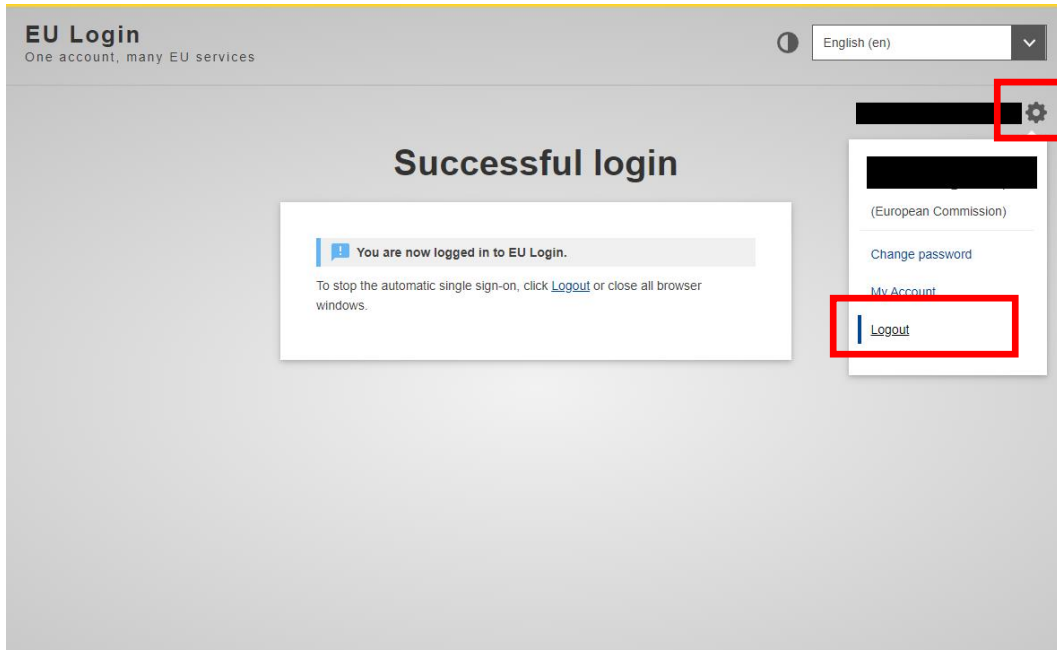 EU Login
One account, many EU services
English (en)
Successful login
You are now logged in to EU Login.
To stop the automatic single sign-on, click Logout or close all browser
windows.
(European Commission)
Change password
My Account
Logout